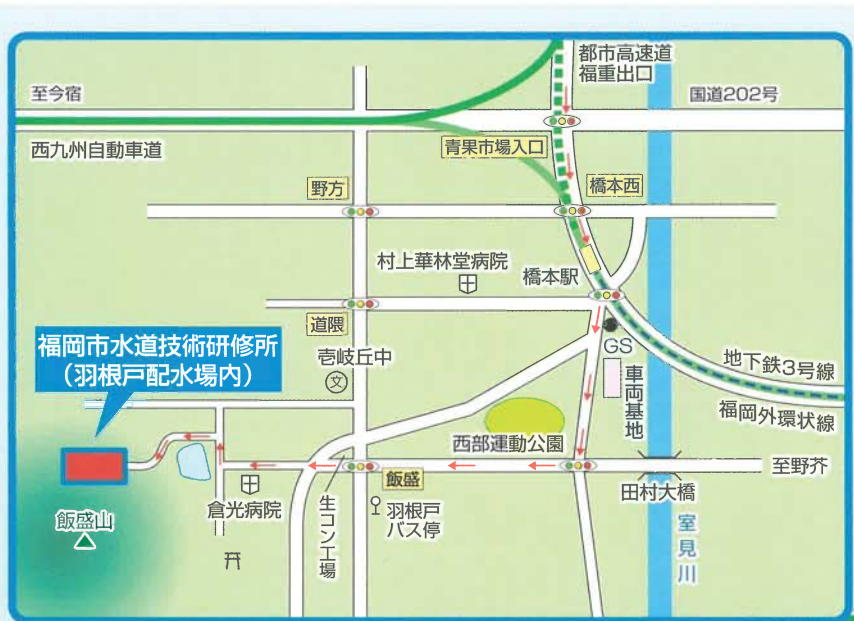 都市高速道
福重出口
至今宿
国道202号
西九州自動車道
青果市場入口
野方
橋本西
村上華林堂病院
橋本駅
道隈
福岡市水道技術研修所
（羽根戸配水場内）
壱岐丘中
文
GS
車両基地
地下鉄3号線
福岡外環状線
西部運動公園
飯盛
至野芥
田村大橋
倉光病院
生コン工場
羽根戸
バス停
飯盛山
室見川